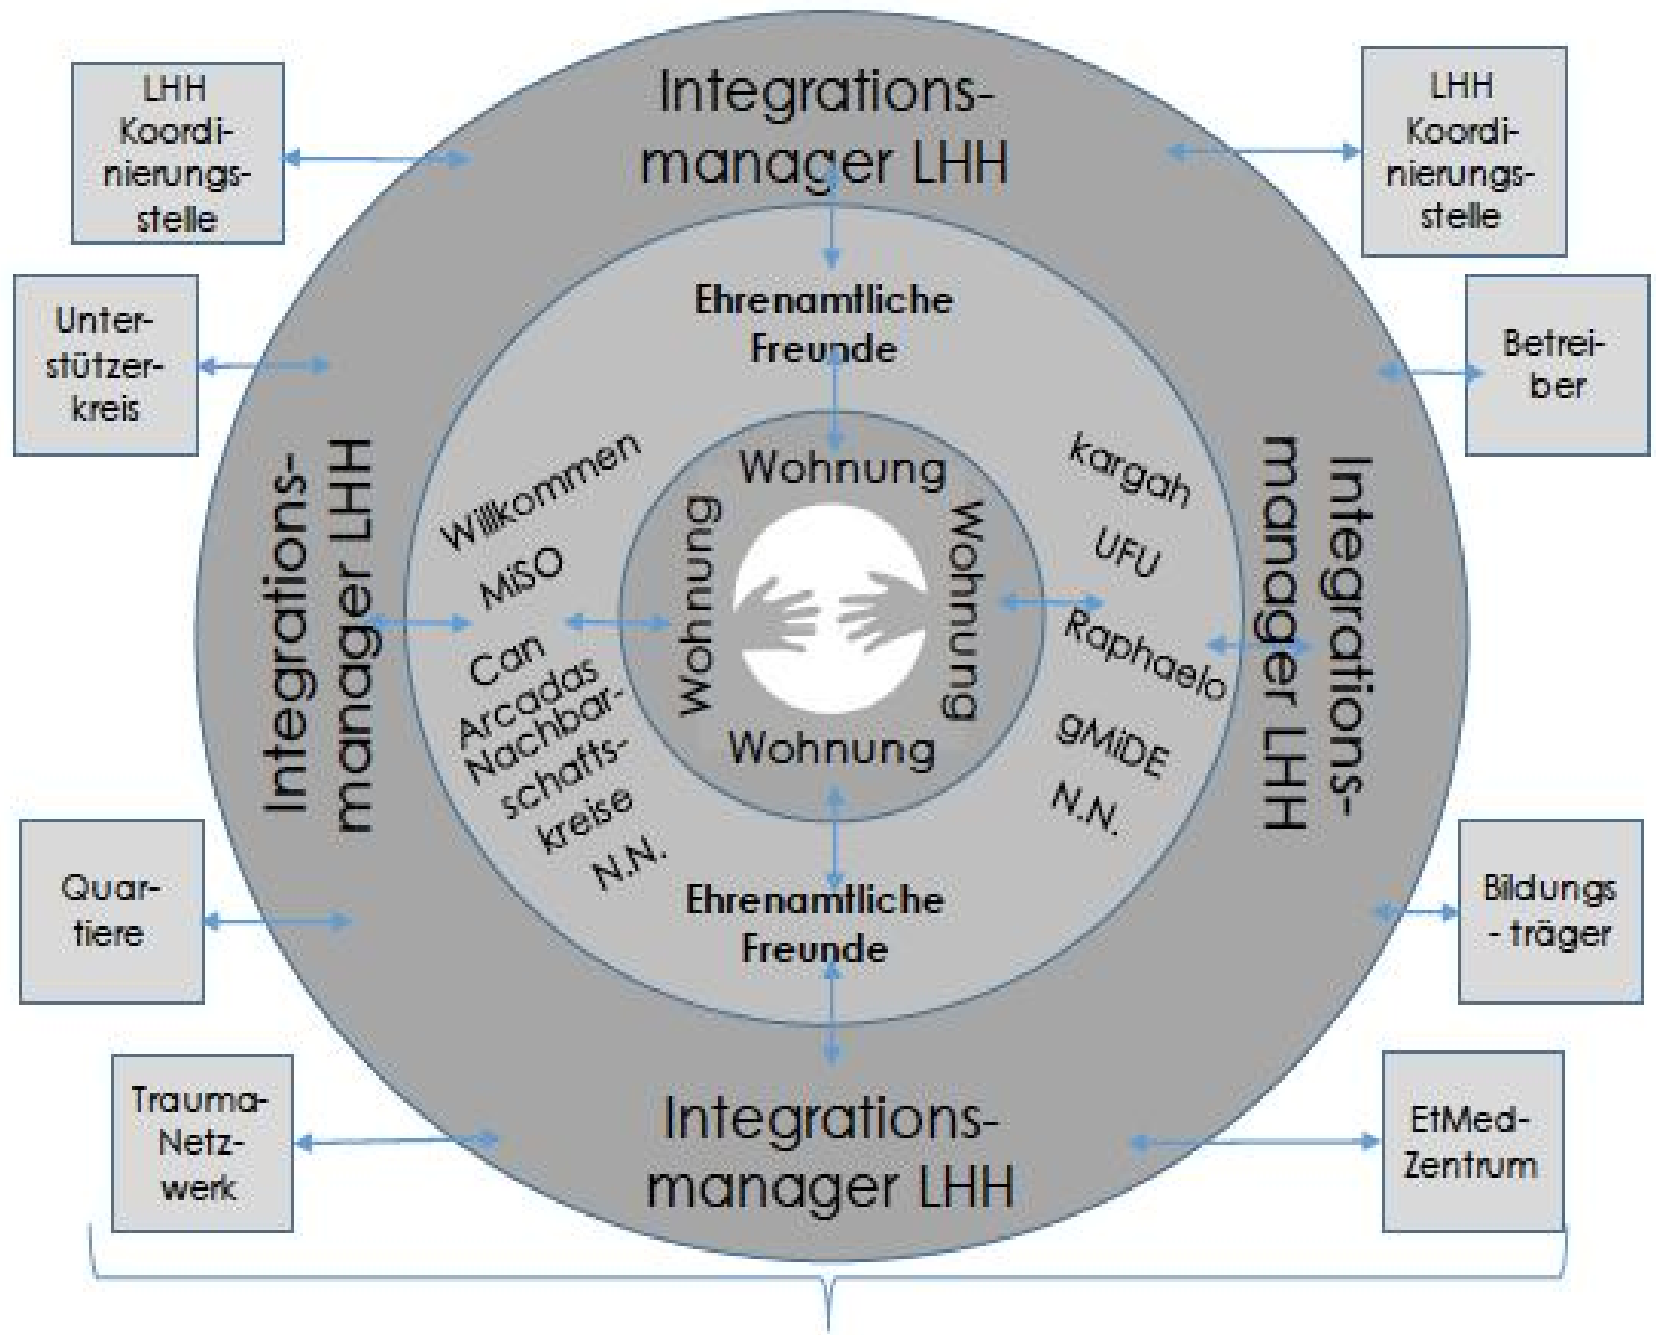 LHH
Koordi-
nierungs-
stelle
Unter-
stützer-
kreis
Quar-
tiere
Trauma-
Netz-
werk
Integrations-
manager LHH
Integrations-
manager LHH
Ehrenamtliche
Freunde
Willkommen
MiSO
Can
Arcadas
Nachbar-
schafts-
kreise
N.N.
Wohnung
Wohnung
Wohnung
Wohnung
kargah
UFU
Raphaelo
gMiDE
N.N.
Ehrenamtliche
Freunde
Integrations-
manager LHH
Integrations-
manager LHH
LHH
Koordi-
nierungs-
stelle
Betrei-
ber
Bildungs
- träger
EtMed-
Zentrum